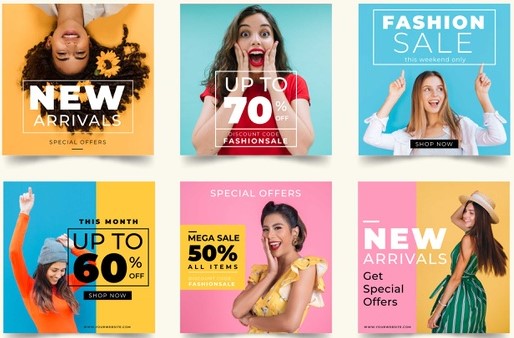 NEW
ARRIVALS
SPECIAL OFFERS
UP TO
70%
OFF
DISCOUNT CODE:
FASHIONSALE
FASHION
SALE
this weekend only
SHOP NOW
THIS MONTH
UP TO
60%
OFF
SHOP NOW
WWW.YOURWEBSITE.COM
SPECIAL OFFERS
MEGA SALE
50%
ALL ITEMS
DISCOUNT CODE:
FASHIONSALE
NEW
ARRIVALS
Get
Special
Offers
WWW.YOURWEBSITE.COM